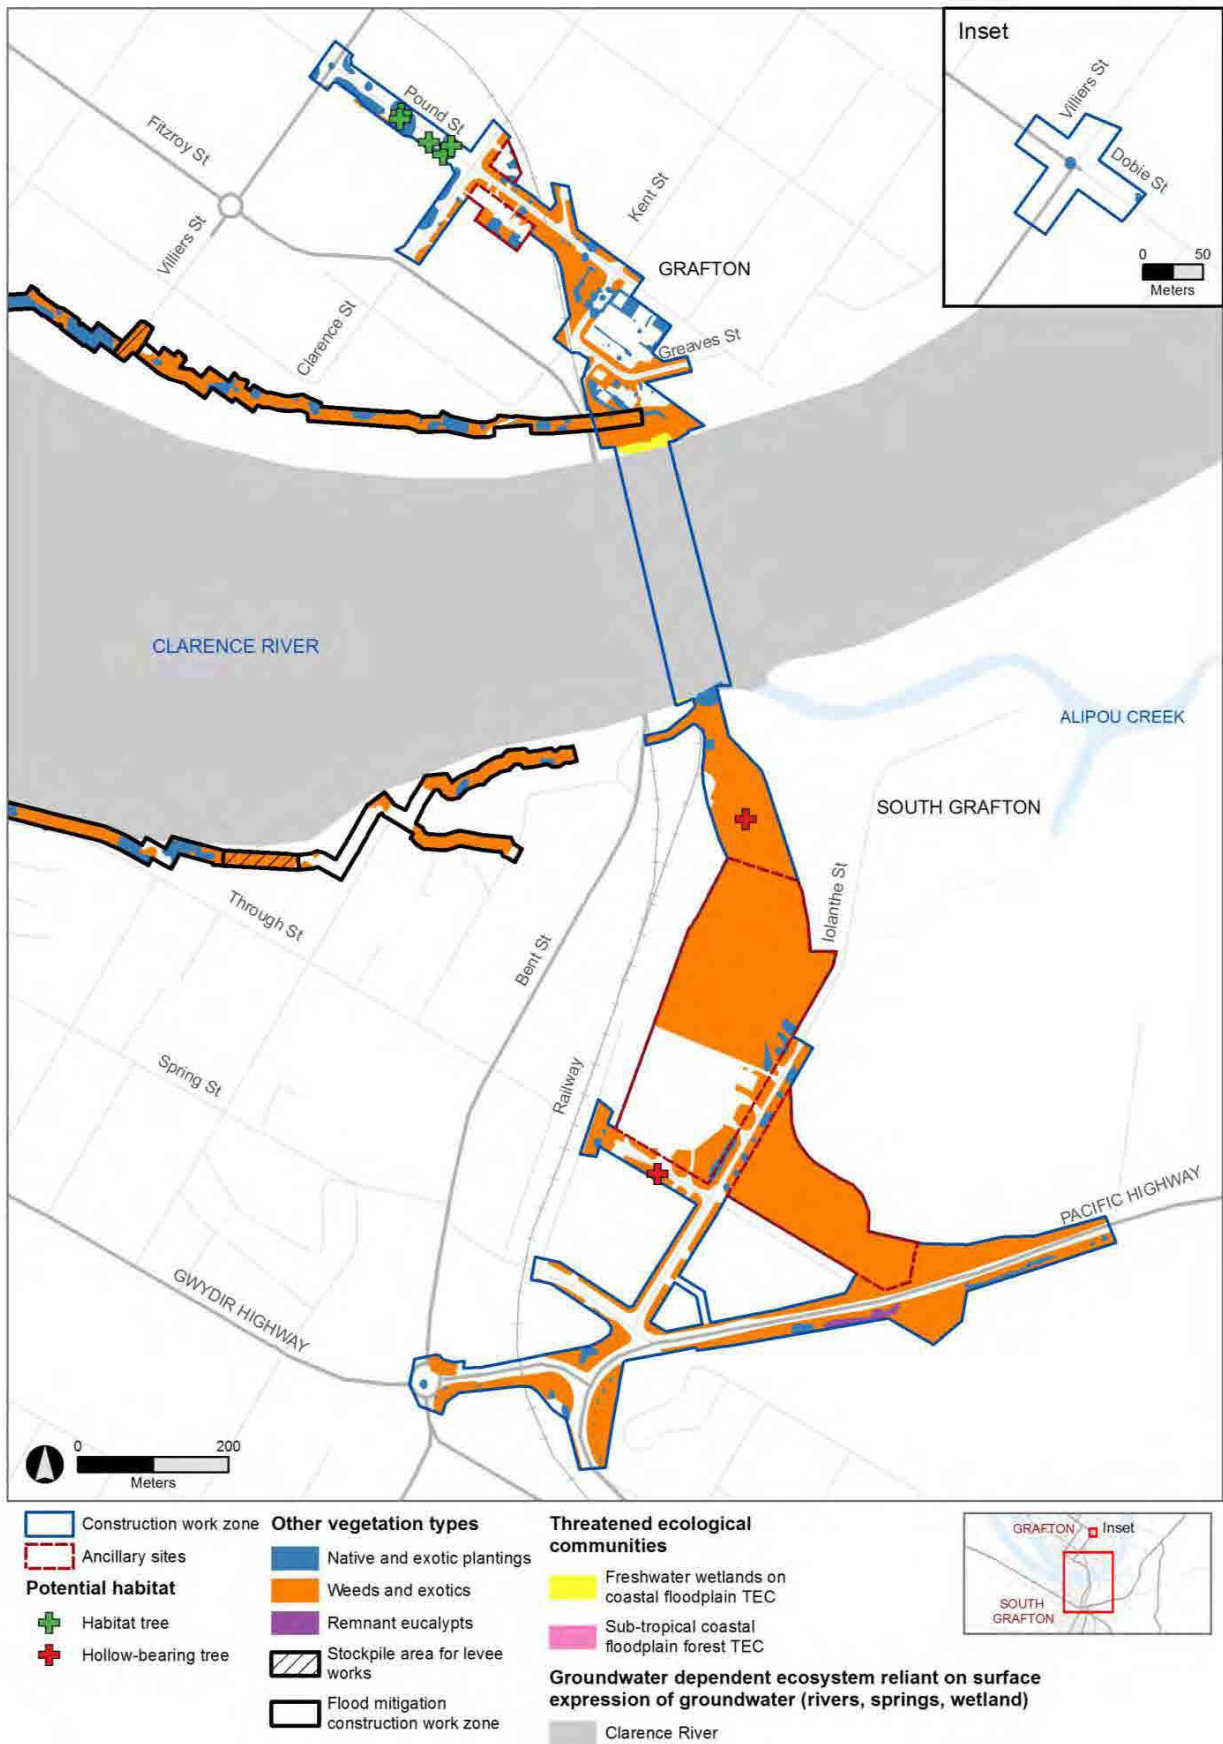 Inset
Villiers St
Dobie St
0 50
Meters
Pound St
Fitzroy St
Kent St
Villiers St
GRAFTON
Clarence St
Greaves St
CLARENCE RIVER
ALIPOU CREEK
SOUTH GRAFTON
Iolanthe St
Through St
Bent St
Railway
Spring St
PACIFIC HIGHWAY
GWYDIR HIGHWAY
0 200
Meters
Construction work zone
Ancillary sites
Potential habitat
Habitat tree
Hollow-bearing tree
Other vegetation types
Native and exotic plantings
Weeds and exotics
Remnant eucalypts
Stockpile area for levee
works
Flood mitigation
construction work zone
Threatened ecological
communities
Freshwater wetlands on
coastal floodplain TEC
Sub-tropical coastal
floodplain forest TEC
Groundwater dependent ecosystem reliant on surface
expression of groundwater (rivers, springs, wetland)
Clarence River
GRAFTON
Inset
SOUTH
GRAFTON